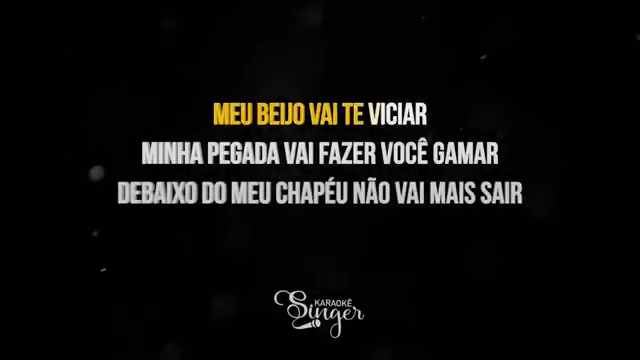 MEU BEIJO VAI TE VICIAR
MINHA PEGADA VAI FAZER VOCÊ GAMAR
DEBAIXO DO MEU CHAPÉU NÃO VAI MAIS SAIR
KARAOKÊ
Singer